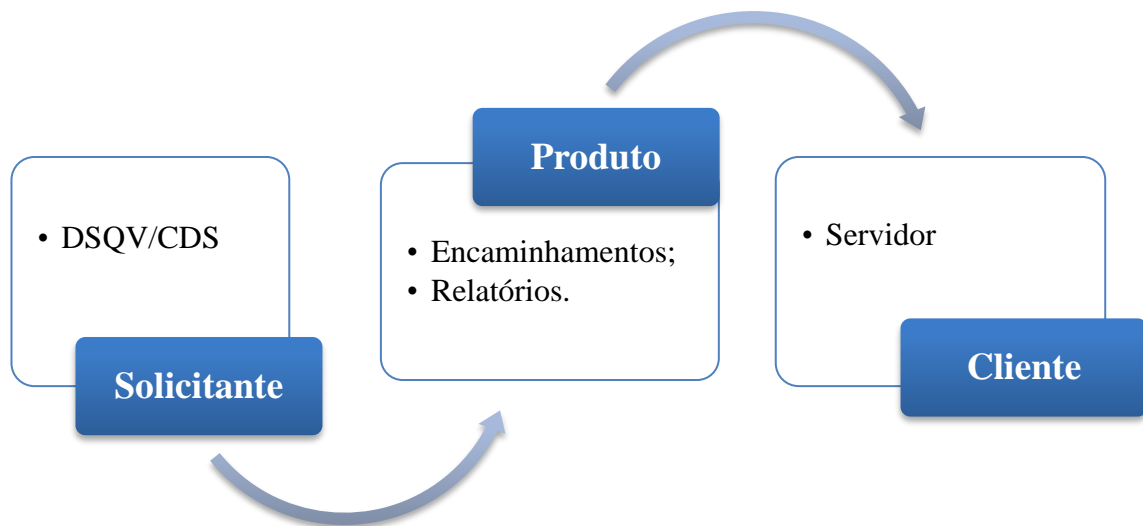 • DSQV/CDS
Solicitante
Produto
• Encaminhamentos;
• Relatórios.
• Servidor
Cliente